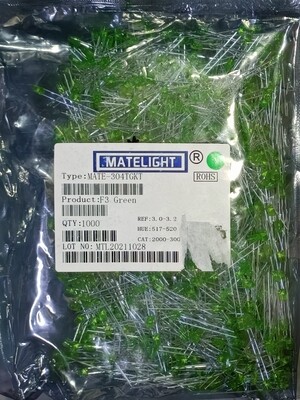 MATELIGHT ®
Type:MATE-304TGKT
ROHS
Product:F3 Green
QTY:1000
REF:3.0-3.2
HUE:517-520
CAT:2000-300
LOT NO:MTL20211028